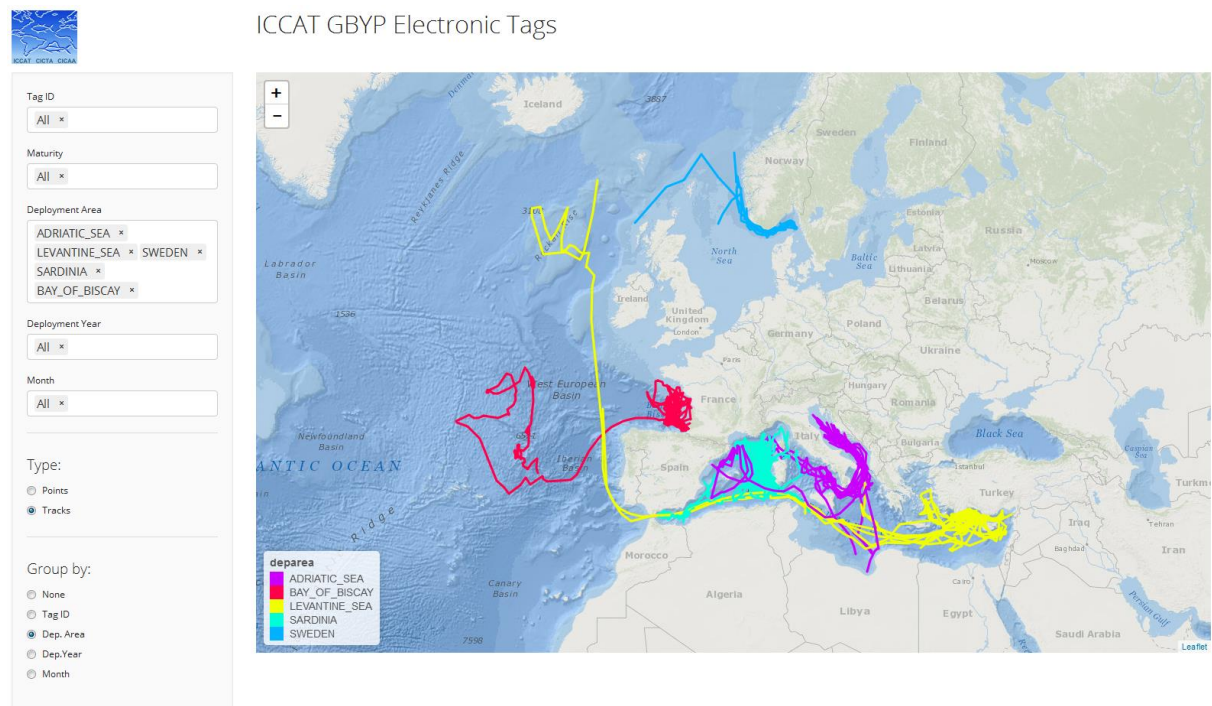 ICCAT CICTA CICAA
ICCAT GBYP Electronic Tags
Tag ID
All ×
Maturity
All ×
Deployment Area
ADRIATIC_SEA ×
LEVANTINE_SEA × SWEDEN ×
SARDINIA ×
BAY_OF_BISCAY ×
Deployment Year
All ×
Month
All ×
Type:
Points
Tracks
Group by:
None
Tag ID
Dep. Area
Dep.Year
Month
+
−
Iceland
3857
Sweden
Finland
Norway
Reykjanes Ridge
Estonia
Russia
Latvia
Moscow
North
Sea
Baltic
Sea
Lithuania
Labrador
Basin
Belarus
Ireland
United
Kingdom
London
1536
Germany
Poland
Ukraine
Paris
West European
Basin
France
Hungary
Romania
Newfoundland
Basin
Italy
Black Sea
Bulgaria
Caspian
Sea
ANTIC OCEAN
Iberian
Spain
Istanbul
Turkey
Turkm
Ridge
Iraq
Tehran
Baghdad
Iran
Morocco
Algeria
Libya
Cairo
Egypt
Persian Gulf
Canary
Basin
7598
Saudi Arabia
deparea
ADRIATIC_SEA
BAY_OF_BISCAY
LEVANTINE_SEA
SARDINIA
SWEDEN
Leaflet